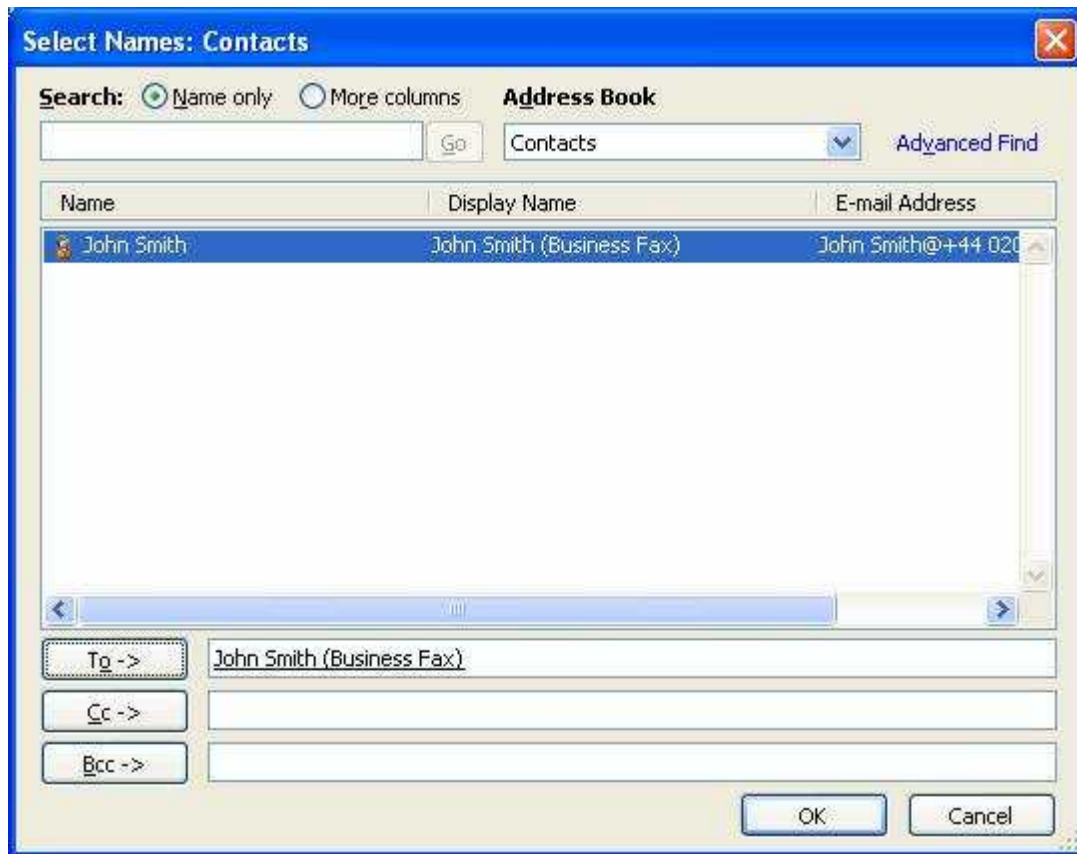 Select Names: Contacts
Search: Name only More columns Address Book
Go Contacts Advanced Find
Name Display Name E-mail Address
John Smith John Smith (Business Fax) John Smith@+44 020
To -> John Smith (Business Fax)
Cc ->
Bcc ->
OK Cancel